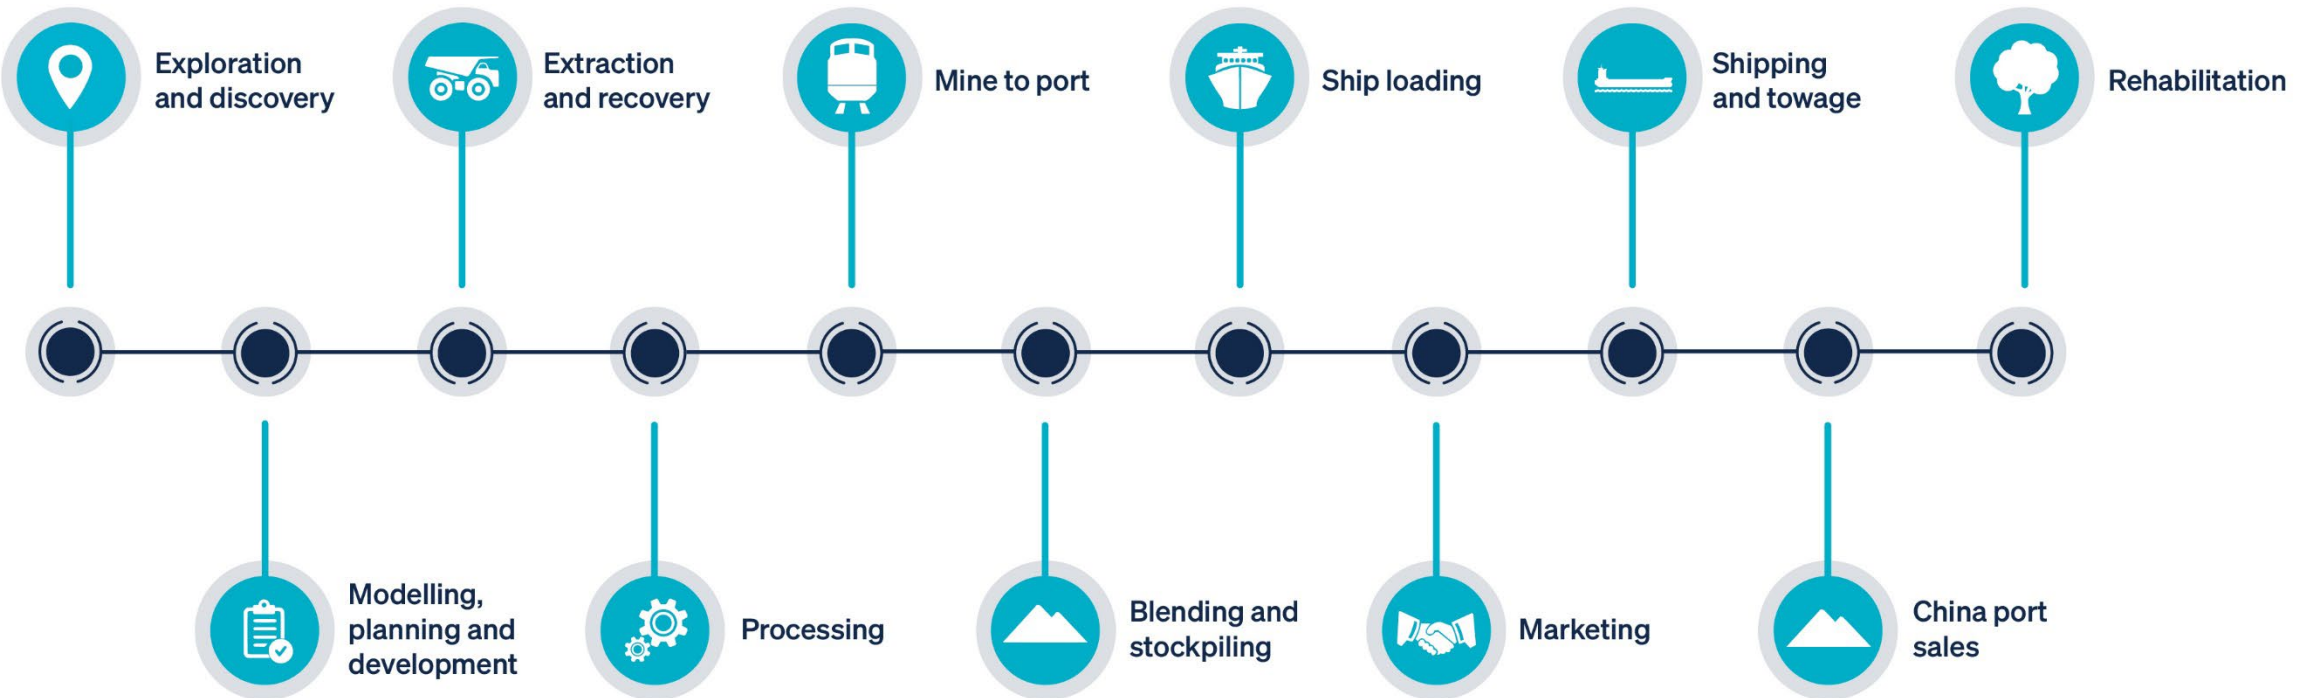 Exploration
and discovery
Extraction
and recovery
Mine to port
Ship loading
Shipping
and towage
Rehabilitation
Modelling,
planning and
development
Processing
Blending and
stockpiling
Marketing
China port
sales